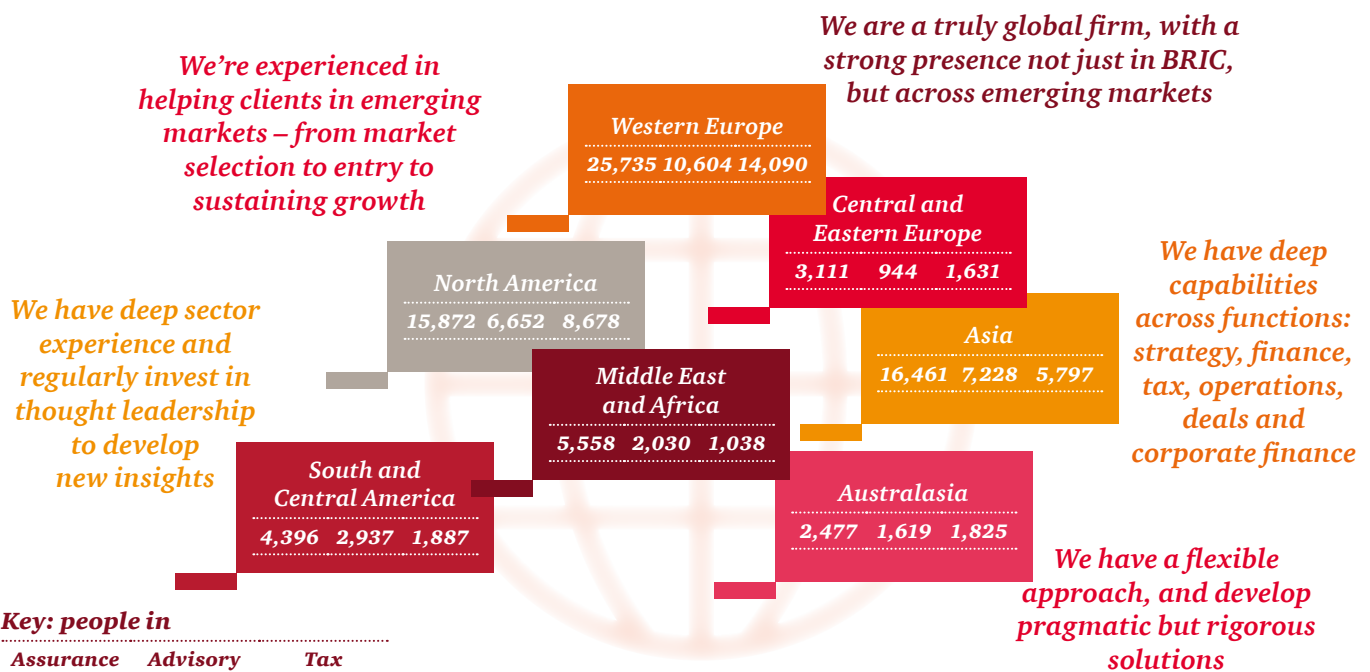 We are a truly global firm, with a
strong presence not just in BRIC,
but across emerging markets
We’re experienced in
helping clients in emerging
markets – from market
selection to entry to
sustaining growth
Western Europe
25,735 10,604 14,090
Central and
Eastern Europe
3,111 944 1,631
North America
15,872 6,652 8,678
We have deep
capabilities
across functions:
strategy, finance,
tax, operations,
deals and
corporate finance
We have deep sector
experience and
regularly invest in
thought leadership
to develop
new insights
Asia
16,461 7,228 5,797
Middle East
and Africa
5,558 2,030 1,038
South and
Central America
4,396 2,937 1,887
Australasia
2,477 1,619 1,825
We have a flexible
approach, and develop
pragmatic but rigorous
solutions
Key: people in
Assurance Advisory Tax